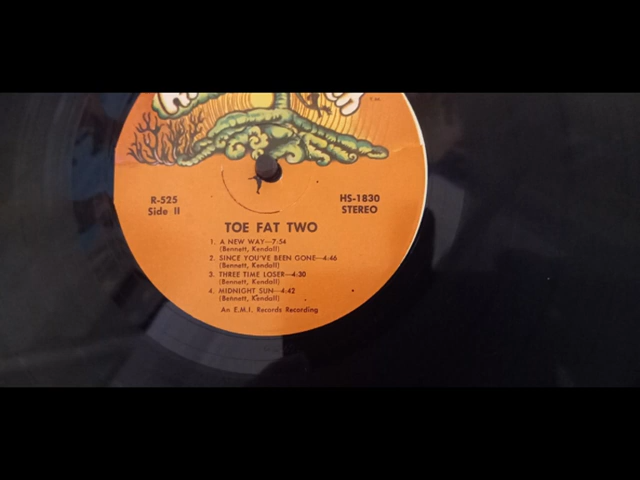 R-525
Side II
HS-1830
STEREO
TOE FAT TWO
1. A NEW WAY—7:54
(Bennett, Kendall)
2. SINCE YOU'VE BEEN GONE—4:46
(Bennett, Kendall)
3. THREE TIME LOSER—4:30
(Bennett, Kendall)
4. MIDNIGHT SUN—4:42
(Bennett, Kendall)
An E.M.I. Records Recording